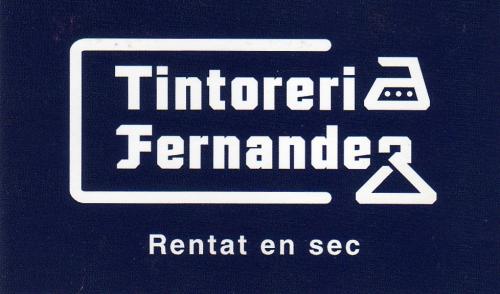 Tintoreria
Fernandez
Rentat en sec